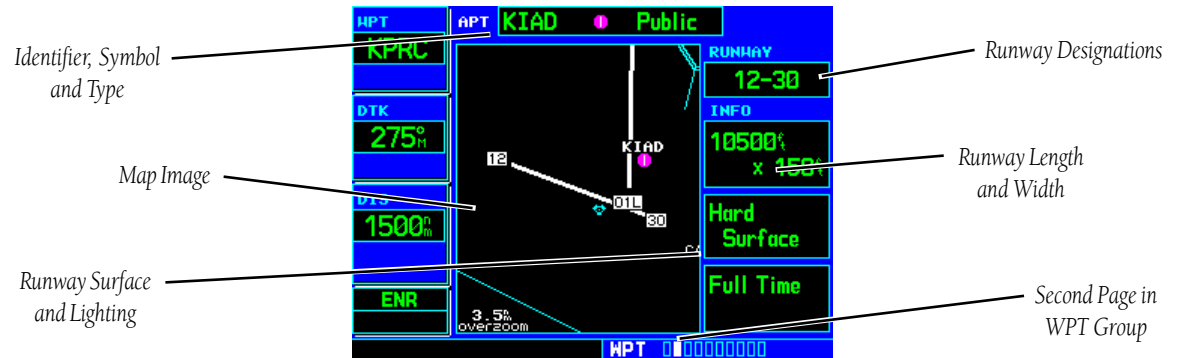 WPT
KPRC
DTK
275°M
DIS
1500nm
ENR
APT KIAD Public
12
KIAD
01L
30
CA
3.5nm
overzoom
RUNWAY
12-30
INFO
10500ft
x 150ft
Hard
Surface
Full Time
WPT
Identifier, Symbol
and Type
Map Image
Runway Surface
and Lighting
Runway Designations
Runway Length
and Width
Second Page in
WPT Group